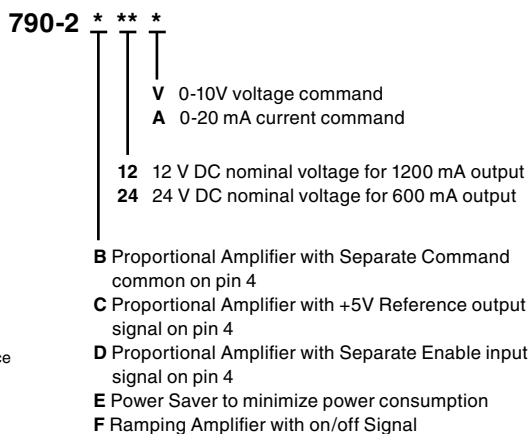 790-2 * ** *
V 0-10V voltage command
A 0-20 mA current command
12 12 V DC nominal voltage for 1200 mA output
24 24 V DC nominal voltage for 600 mA output
B Proportional Amplifier with Separate Command
common on pin 4
C Proportional Amplifier with +5V Reference output
signal on pin 4
D Proportional Amplifier with Separate Enable input
signal on pin 4
ce
E Power Saver to minimize power consumption
F Ramping Amplifier with on/off Signal